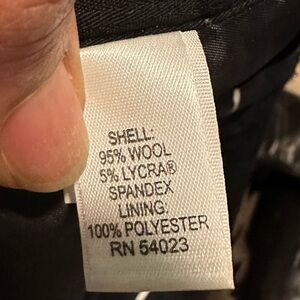 SHELL:
95% WOOL
5% LYCRA®
SPANDEX
LINING:
100% POLYESTER
RN 54023